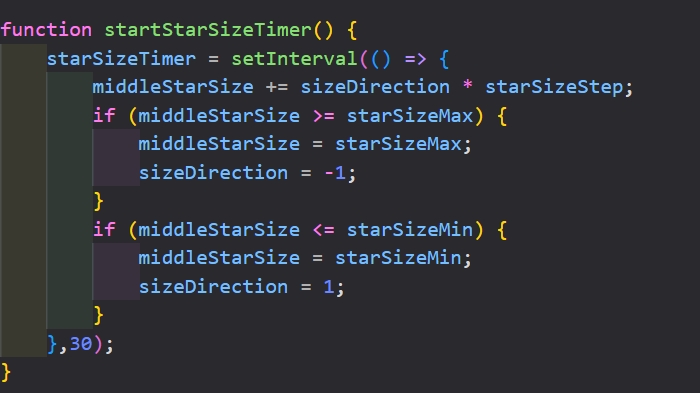 function startStarSizeTimer() {
    starSizeTimer = setInterval(() => {
        middleStarSize += sizeDirection * starSizeStep;
        if (middleStarSize >= starSizeMax) {
            middleStarSize = starSizeMax;
            sizeDirection = -1;
        }
        if (middleStarSize <= starSizeMin) {
            middleStarSize = starSizeMin;
            sizeDirection = 1;
        }
    },30);
}